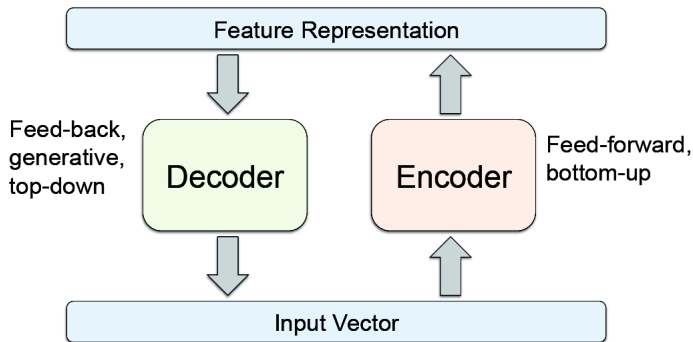 Feature Representation
Feed-back,
generative,
top-down
Decoder
Encoder
Feed-forward,
bottom-up
Input Vector